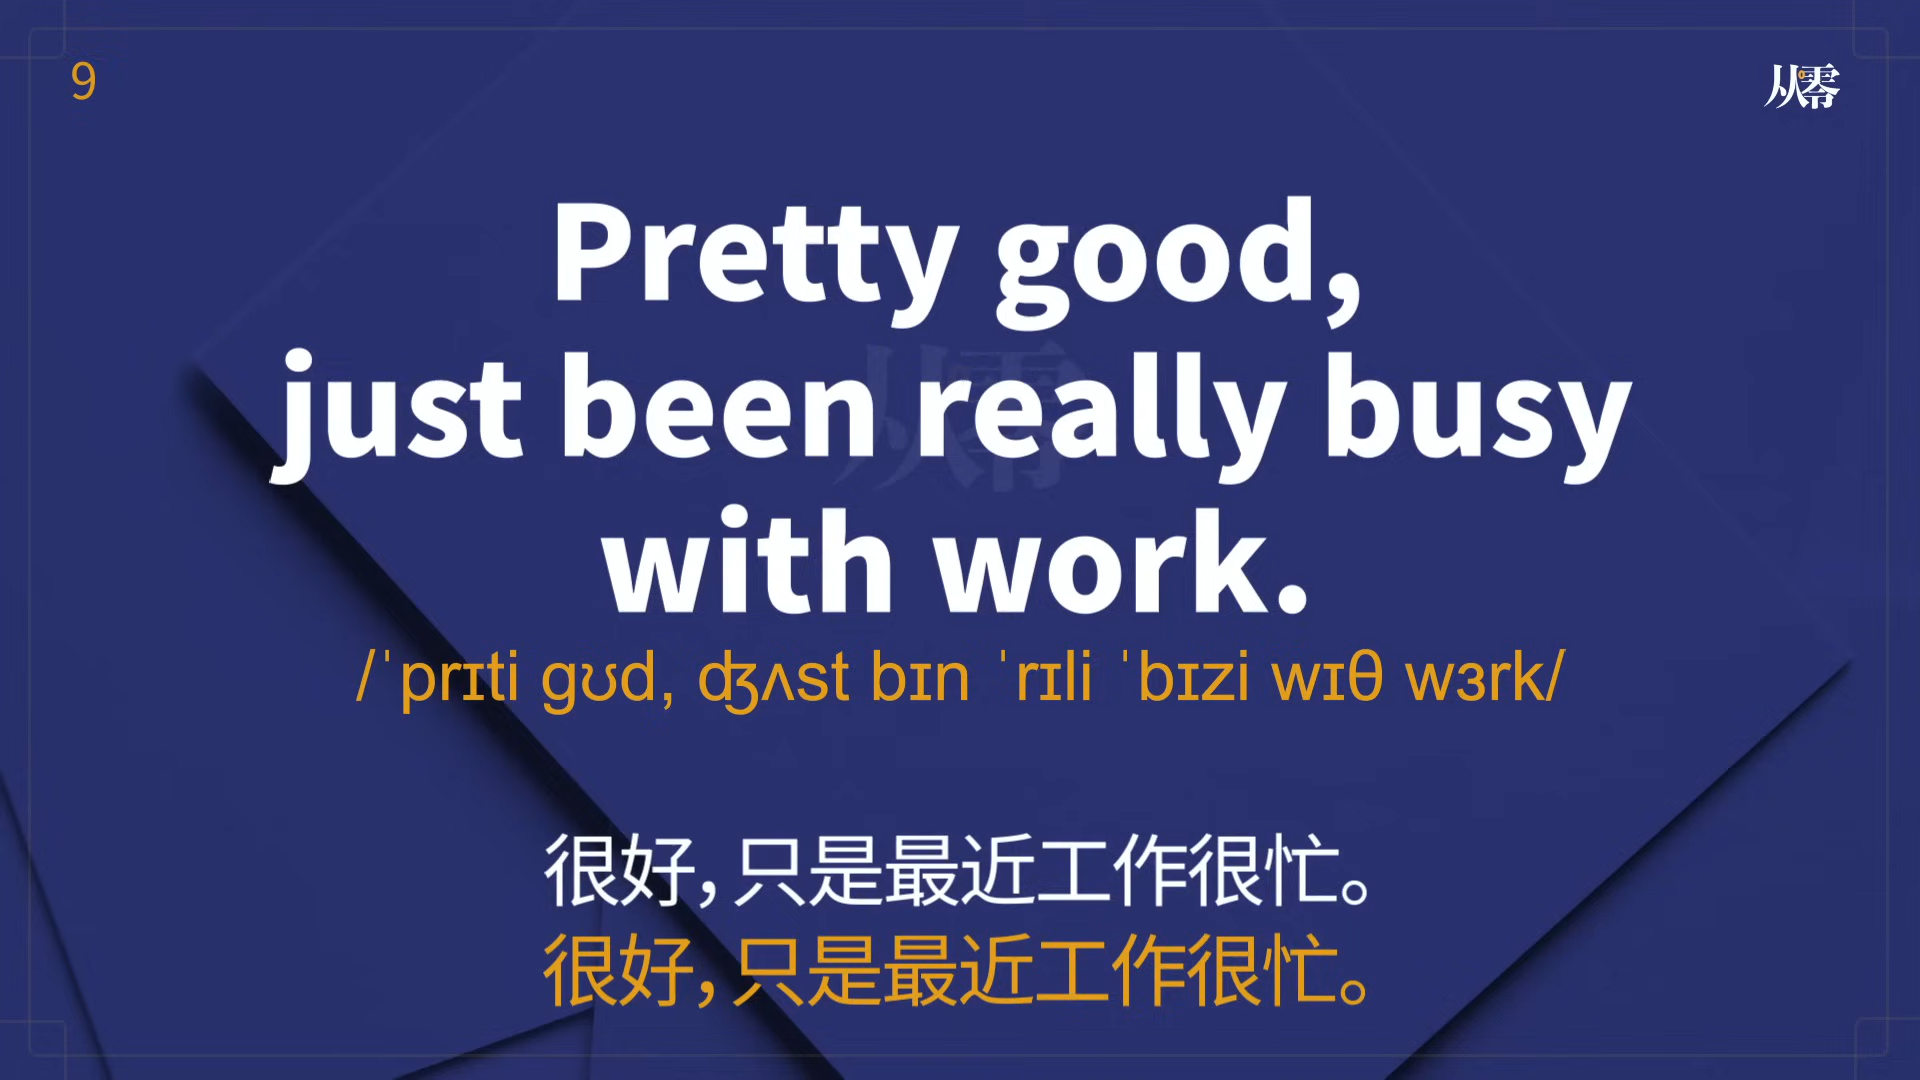 9
从零
Pretty good,
just been really busy
with work.
/ˈprɪti gʊd, ʤʌst bɪn ˈrɪli ˈbɪzi wɪθ wɜrk/
很好，只是最近工作很忙。
很好，只是最近工作很忙。